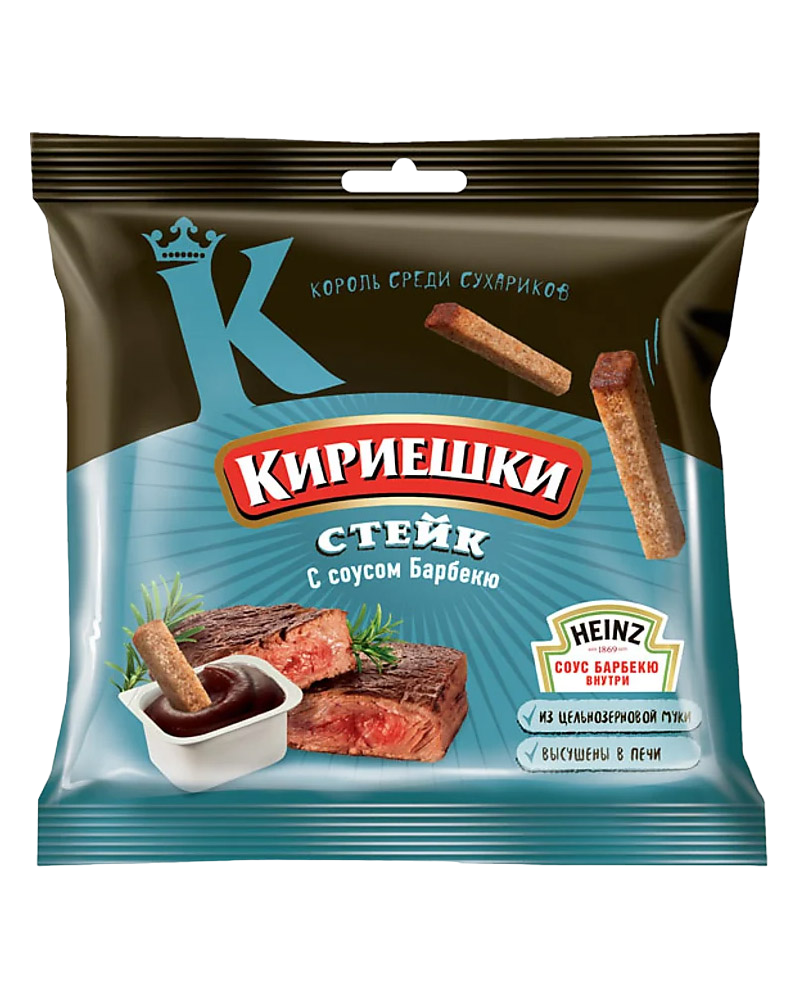 К
КОРОЛЬ СРЕДИ СУХАРИКОВ
КИРИЕШКИ
СТЕЙК
С соусом Барбекю
HEINZ
1869
СОУС БАРБЕКЮ
ВНУТРИ
ИЗ ЦЕЛЬНОЗЕРНОВОЙ МУКИ
ВЫСУШЕНЫ В ПЕЧИ